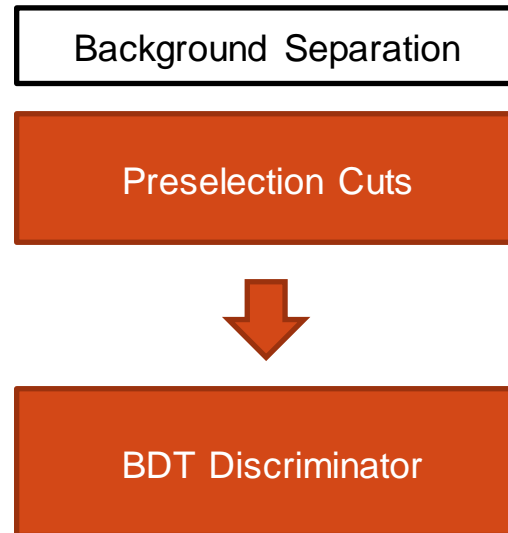 Background Separation
Preselection Cuts
BDT Discriminator